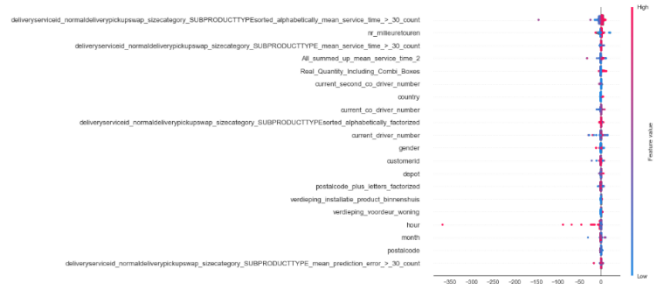 deliveryserviceid_normaldeliverypickupswap_sizecategory_SUBPRODUCTTYPEsorted_alphabetically_mean_service_time_>_30_count
nr_milieuretouren
deliveryserviceid_normaldeliverypickupswap_sizecategory_SUBPRODUCTTYPE_mean_service_time_>_30_count
All_summed_up_mean_service_time_2
Real_Quantity_Including_Combi_Boxes
current_second_co_driver_number
country
current_co_driver_number
deliveryserviceid_normaldeliverypickupswap_sizecategory_SUBPRODUCTTYPEsorted_alphabetically_factorized
current_driver_number
gender
customerid
depot
postalcode_plus_letters_factorized
verdieping_installatie_product_binnenshuis
verdieping_voordeur_woning
hour
month
postalcode
deliveryserviceid_normaldeliverypickupswap_sizecategory_SUBPRODUCTTYPE_mean_prediction_error_>_30_count
-350 -300 -250 -200 -150 -100 -50 0
High
Feature value
Low